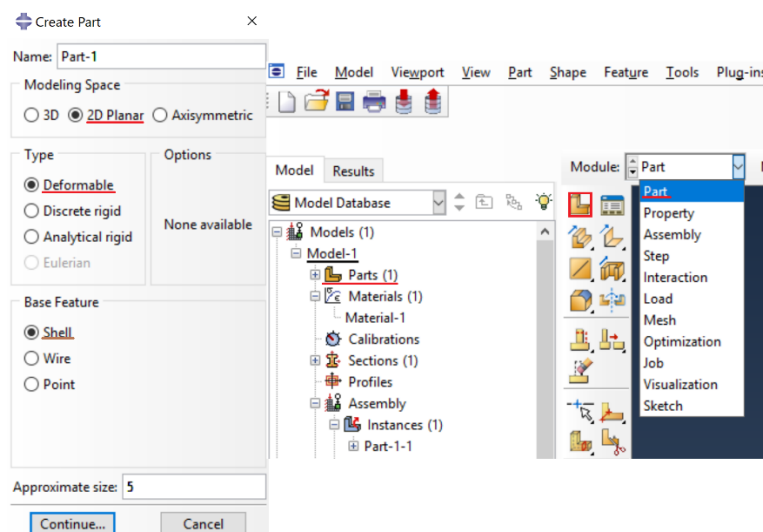 Create Part
Name: Part-1
Modeling Space
3D 2D Planar Axisymmetric
Type
Deformable
Discrete rigid
Analytical rigid
Eulerian
Options
None available
Base Feature
Shell
Wire
Point
Approximate size: 5
Continue... Cancel
File Model Viewport View Part Shape Feature Tools
Model Results
Model Database
Models (1)
Model-1
Parts (1)
Materials (1)
Material-1
Calibrations
Sections (1)
Profiles
Assembly
Instances (1)
Part-1-1
Module: Part
Part
Property
Assembly
Step
Interaction
Load
Mesh
Optimization
Job
Visualization
Sketch